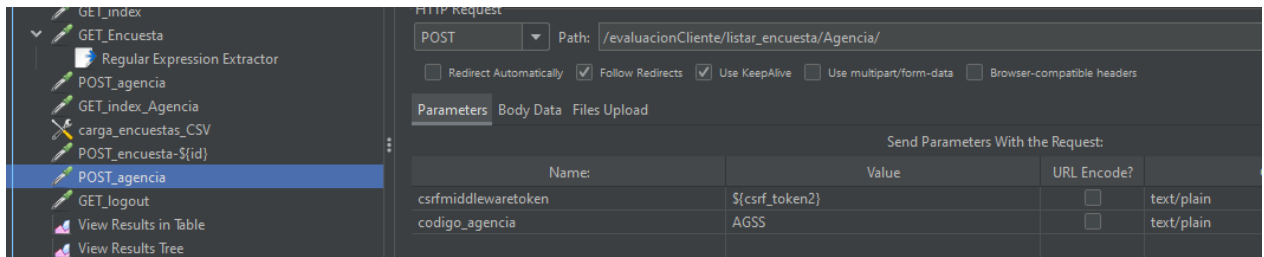 GET_index
GET_Encuesta
Regular Expression Extractor
POST_agencia
GET_index_Agencia
carga_encuestas_CSV
POST_encuesta-${id}
POST_agencia
GET_logout
View Results in Table
View Results Tree
HTTP Request
POST Path: /evaluacionCliente/listar_encuesta/Agencia/
Redirect Automatically Follow Redirects Use KeepAlive Use multipart/form-data Browser-compatible headers
Parameters Body Data Files Upload
Send Parameters With the Request:
Name: Value URL Encode?
csrfmiddlewaretoken ${csrf_token2} text/plain
codigo_agencia AGSS text/plain